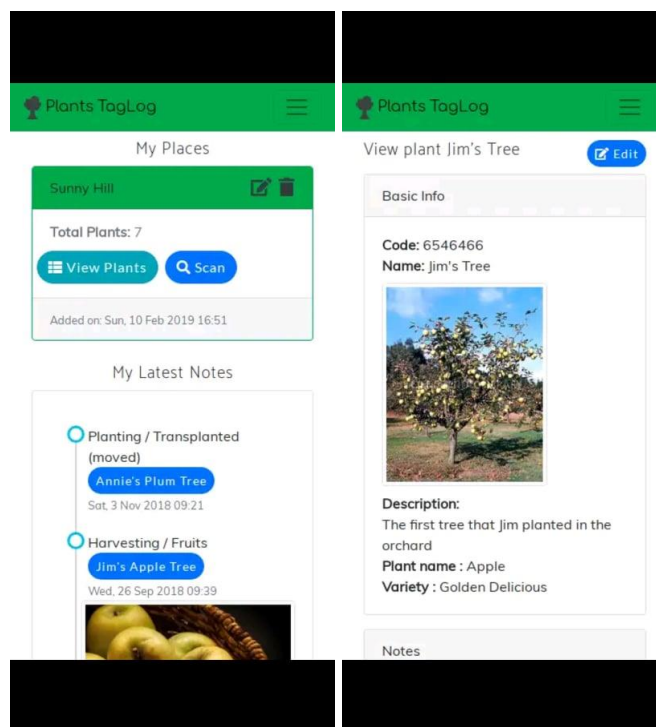 Plants TagLog
My Places
Sunny Hill
Total Plants: 7
View Plants
Scan
Added on: Sun, 10 Feb 2019 16:51
My Latest Notes
Planting / Transplanted
(moved)
Annie's Plum Tree
Sat, 3 Nov 2018 09:21
Harvesting / Fruits
Jim's Apple Tree
Wed, 26 Sep 2018 09:39
Plants TagLog
View plant Jim's Tree
Edit
Basic Info
Code: 6546466
Name: Jim's Tree
Description:
The first tree that Jim planted in the
orchard
Plant name : Apple
Variety : Golden Delicious
Notes